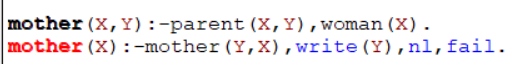 mother(X,Y):-parent(X,Y),woman(X).
mother(X):-mother(Y,X),write(Y),nl,fail.